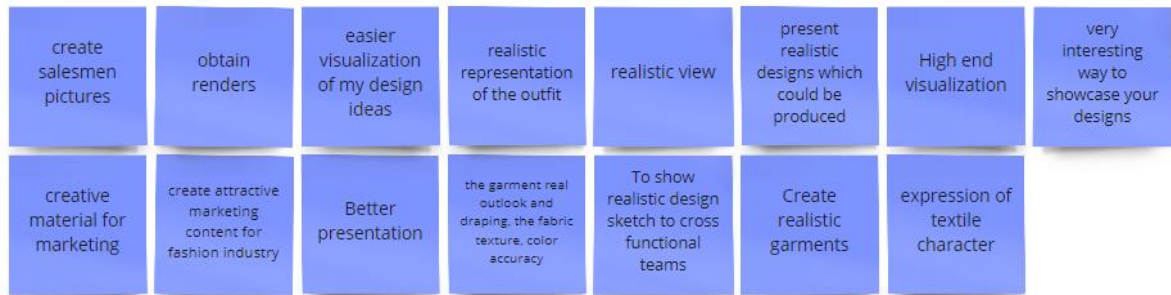 create
salesmen
pictures
obtain
renders
easier
visualization
of my design
ideas
realistic
representation
of the outfit
realistic view
present
realistic
designs which
could be
produced
High end
visualization
very
interesting
way to
showcase your
designs
creative
material for
marketing
create attractive
marketing
content for
fashion industry
Better
presentation
the garment real
outlook and
draping, the fabric
texture, color
accuracy
To show
realistic design
sketch to cross
functional
teams
Create
realistic
garments
expression of
textile
character